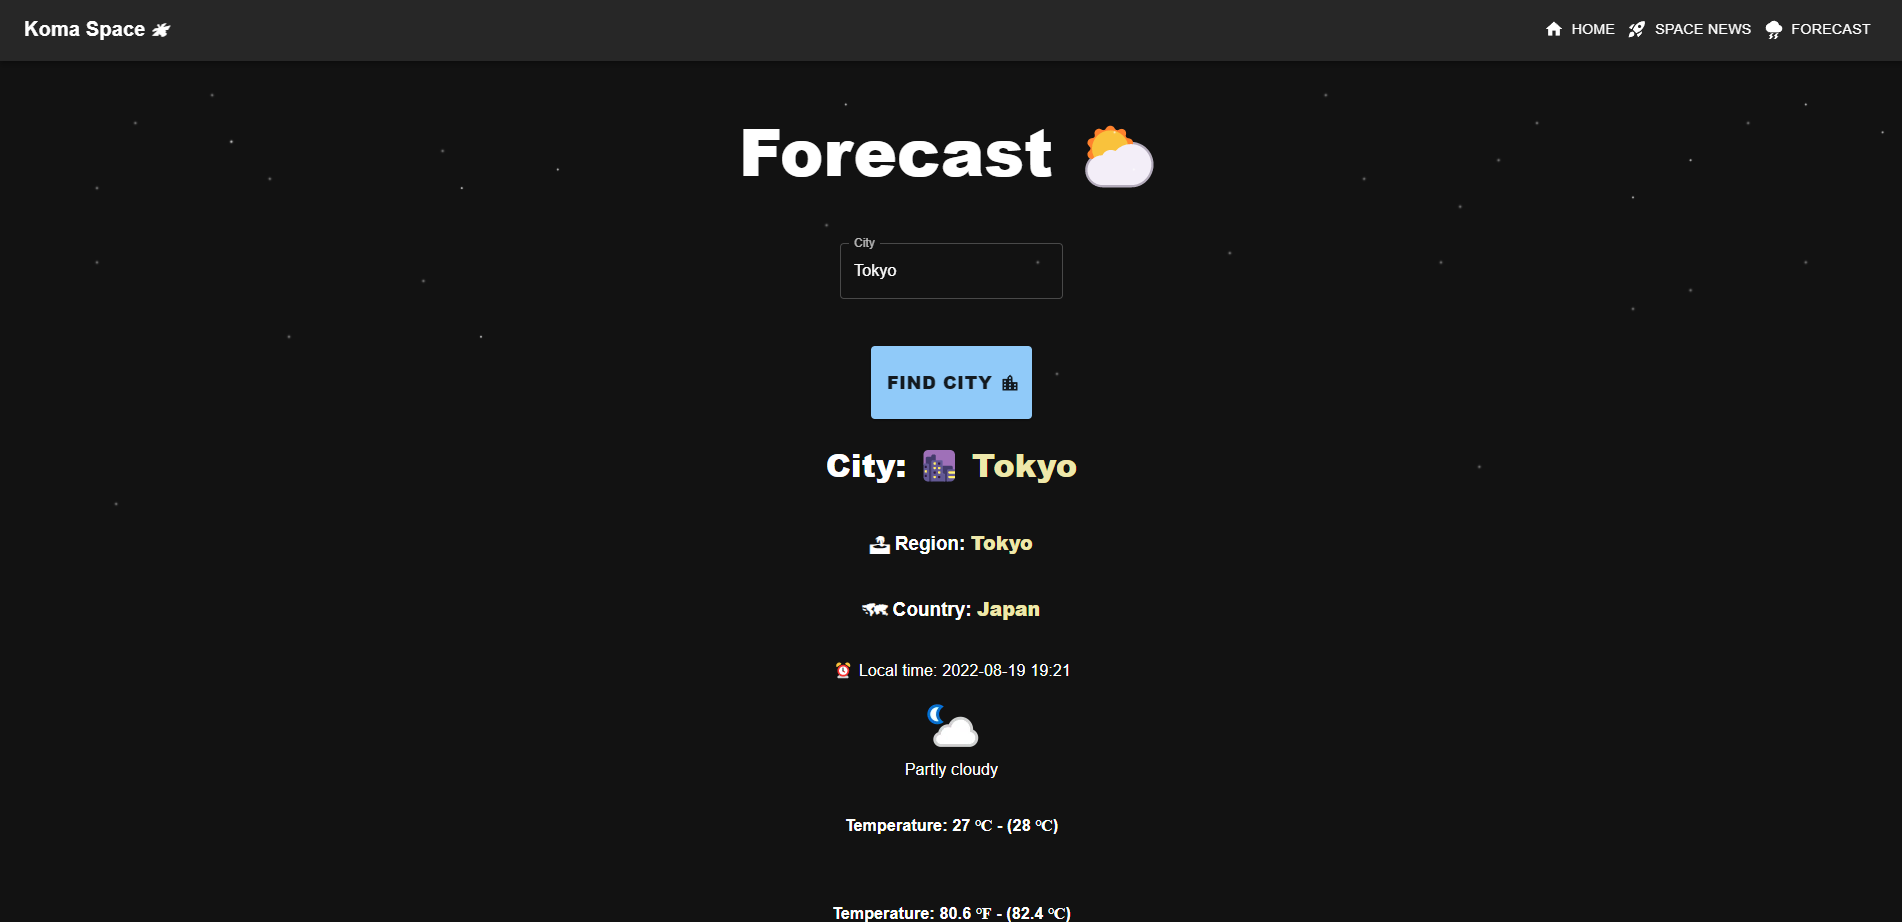 Koma Space
HOME SPACE NEWS FORECAST
Forecast
City
Tokyo
FIND CITY
City: Tokyo
Region: Tokyo
Country: Japan
Local time: 2022-08-19 19:21
Partly cloudy
Temperature: 27 ℃ - (28 ℃)
Temperature: 80.6 ℉ - (82.4 ℃)